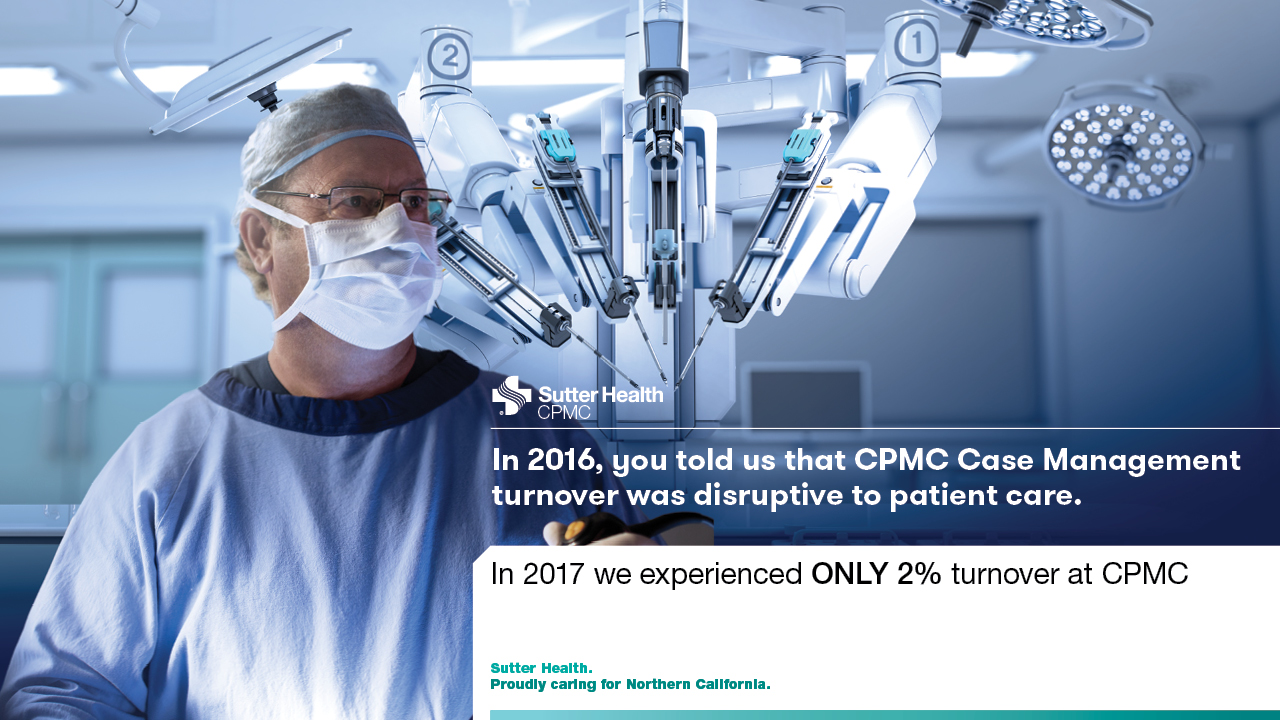 2
1
Sutter Health
CPMC
In 2016, you told us that CPMC Case Management
turnover was disruptive to patient care.
In 2017 we experienced ONLY 2% turnover at CPMC
Sutter Health.
Proudly caring for Northern California.